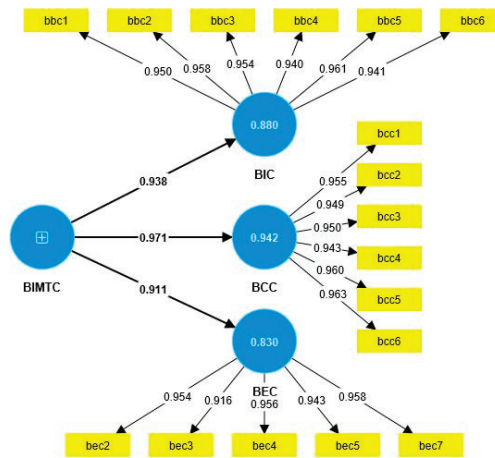 bbc1 bbc2 bbc3 bbc4 bbc5 bbc6
0.950 0.958 0.954 0.940 0.961 0.941
0.880
BIC
0.938
bcc1
bcc2
bcc3
bcc4
bcc5
bcc6
0.955
0.949
0.950
0.943
0.960
0.963
BIMTC
0.971
0.942
BCC
0.911
0.830
BEC
0.954 0.916 0.956 0.943 0.958
bec2 bec3 bec4 bec5 bec7